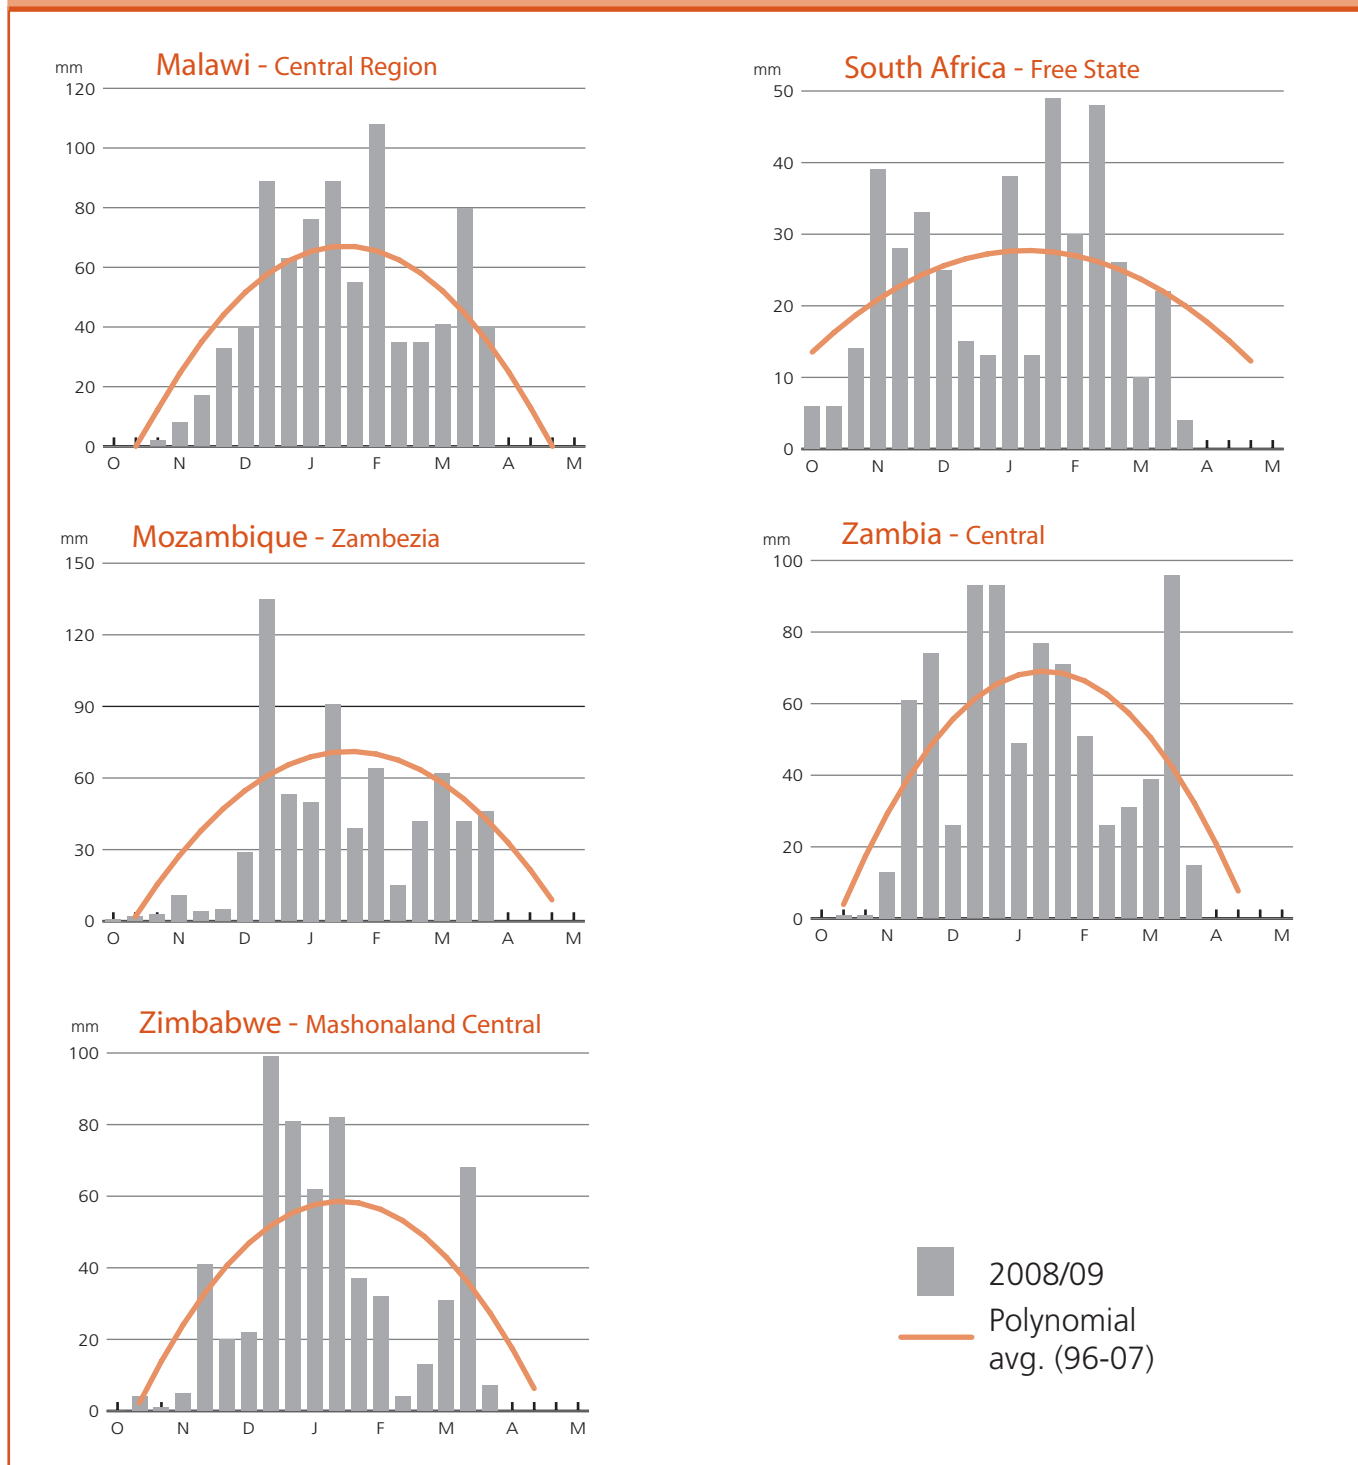 Malawi - Central Region
mm
120
100
80
60
40
20
0
O N D J F M A M
South Africa - Free State
mm
50
40
30
20
10
0
O N D J F M A M
Mozambique - Zambezia
mm
150
120
90
60
30
0
O N D J F M A M
Zambia - Central
mm
100
80
60
40
20
0
O N D J F M A M
Zimbabwe - Mashonaland Central
mm
100
80
60
40
20
0
O N D J F M A M
2008/09
Polynomial
avg. (96-07)